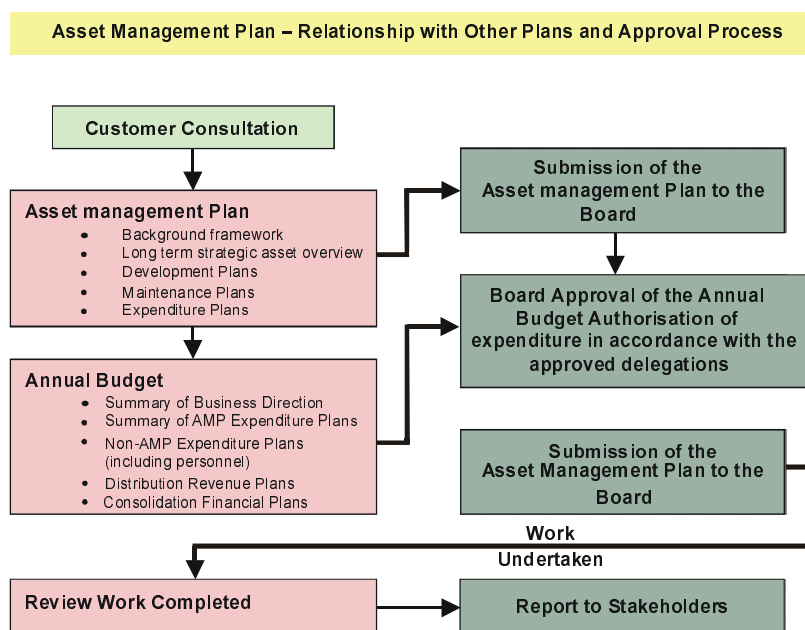 Asset Management Plan – Relationship with Other Plans and Approval Process
Customer Consultation
Asset management Plan
• Background framework
• Long term strategic asset overview
• Development Plans
• Maintenance Plans
• Expenditure Plans
Submission of the
Asset management Plan to the
Board
Board Approval of the Annual
Budget Authorisation of
expenditure in accordance with the
approved delegations
Annual Budget
• Summary of Business Direction
• Summary of AMP Expenditure Plans
• Non-AMP Expenditure Plans
(including personnel)
• Distribution Revenue Plans
• Consolidation Financial Plans
Submission of the
Asset Management Plan to the
Board
Work
Undertaken
Review Work Completed
Report to Stakeholders